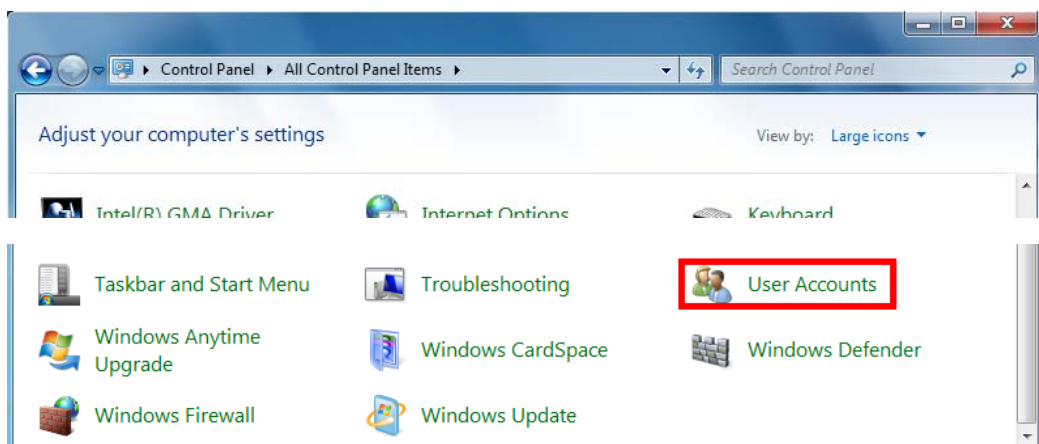 Control Panel All Control Panel Items Search Control Panel
Adjust your computer's settings View by: Large icons
Intel(R) GMA Driver Internet Options Keyboard
Taskbar and Start Menu Troubleshooting User Accounts
Windows Anytime
Upgrade Windows CardSpace Windows Defender
Windows Firewall Windows Update